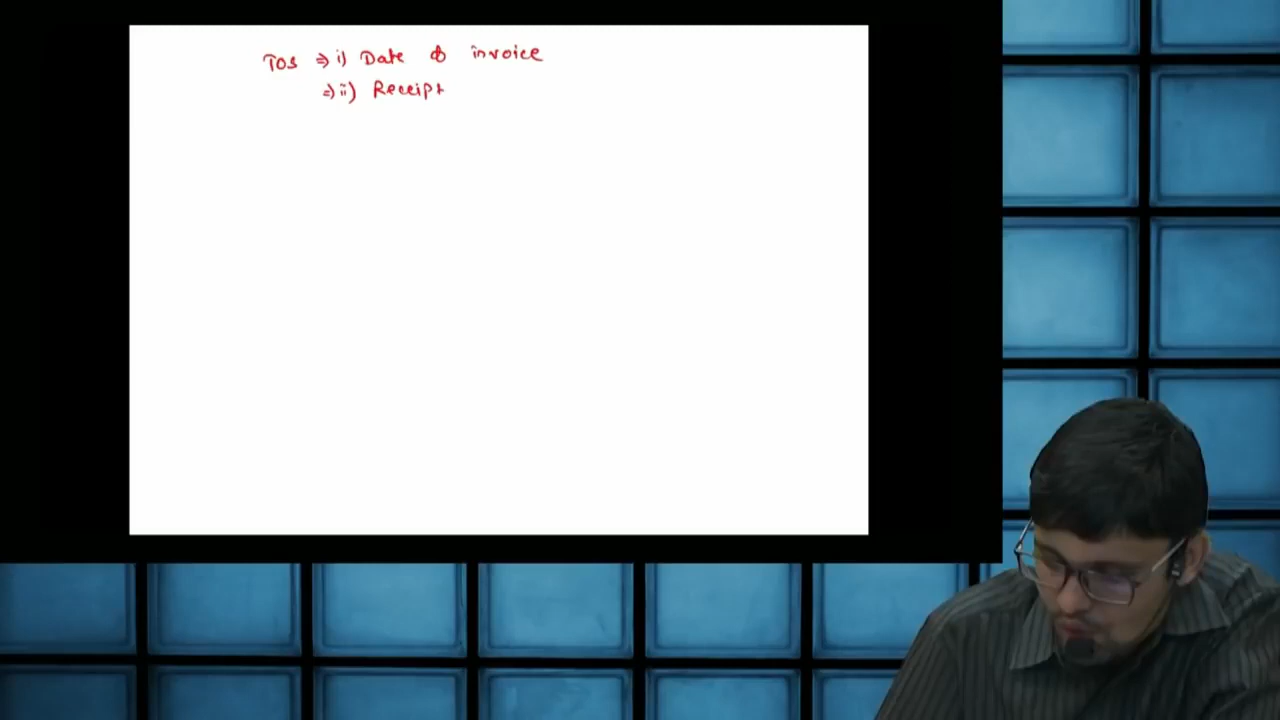 TOS ⇒ i) Date of invoice
⇒ ii) Receipt